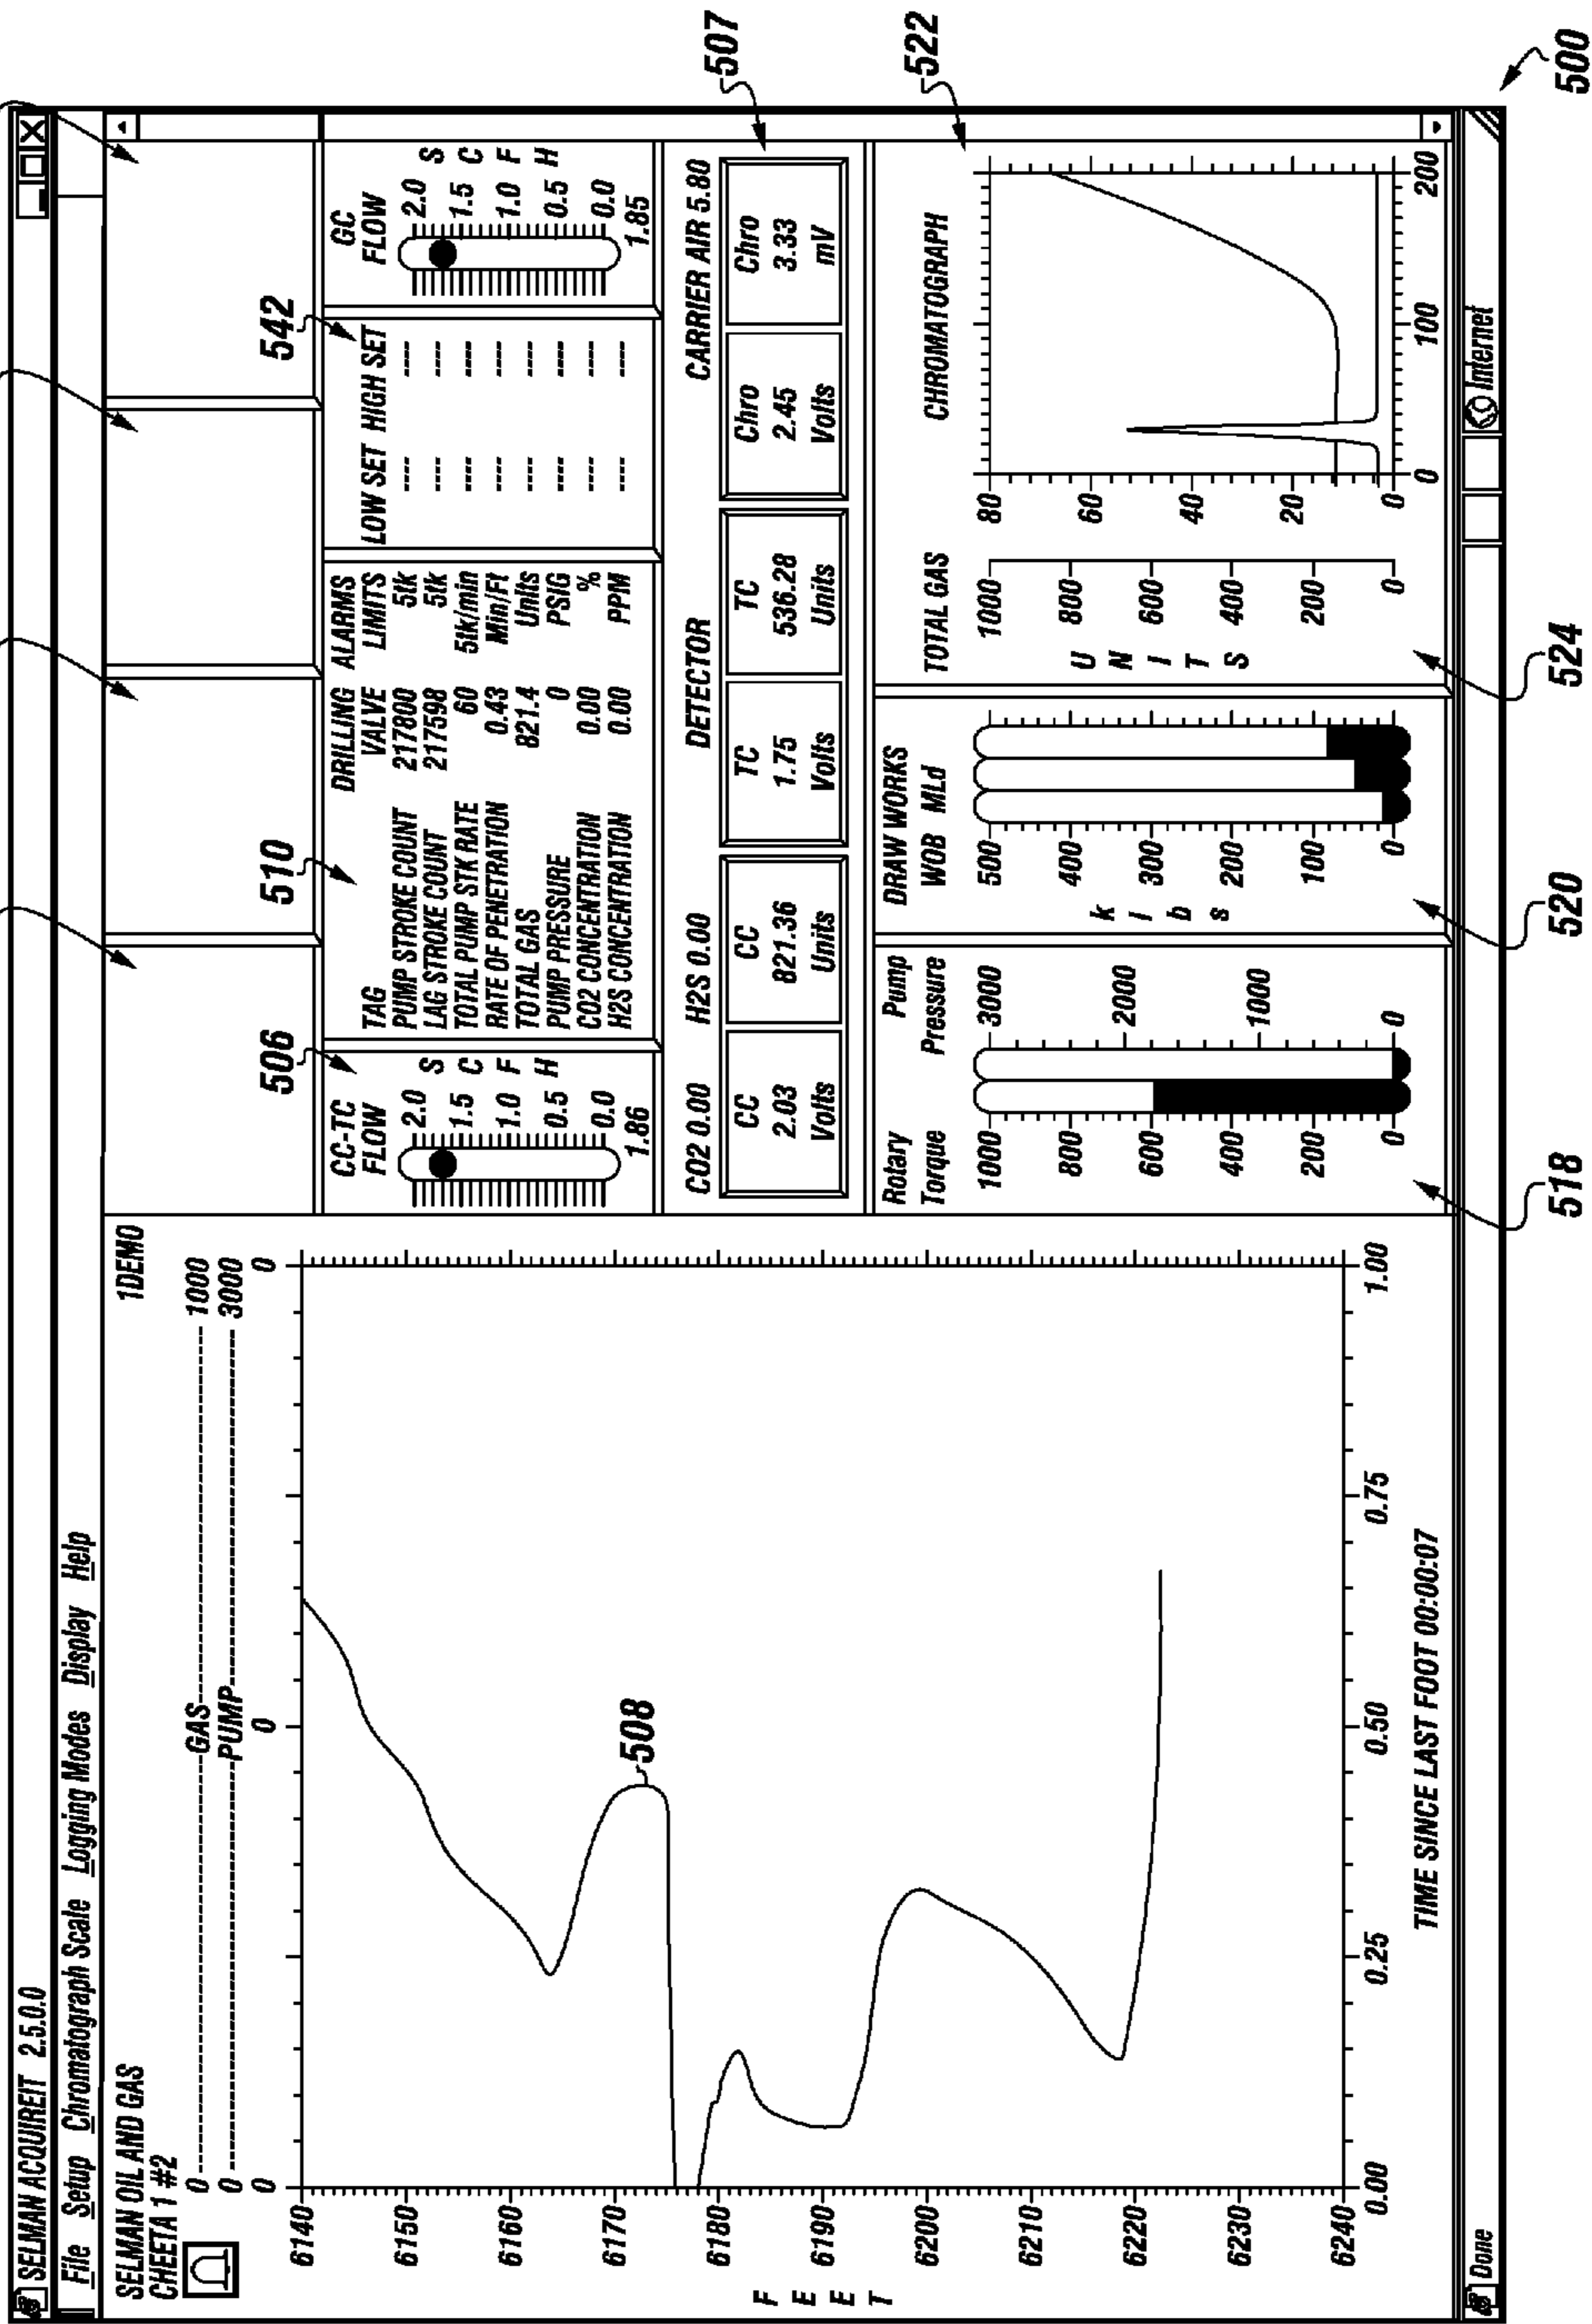 SELMAN ACQUIREIT 2.5.0.0
File Setup Chromatograph Scale Logging Modes Display Help
SELMAN OIL AND GAS
CHEETA 1 #2
1DEMO
0 GAS 1000
0 PUMP 3000
0 0 0
6140
6150
6160
6170
6180
6190
6200
6210
6220
6230
6240
FEET
508
0.00 0.25 0.50 0.75 1.00
TIME SINCE LAST FOOT 00:00:07
506
510
542
CC-TC
FLOW
2.0
1.5
1.0
0.5
0.0
S
C
F
H
1.86
DRILLING ALARMS
TAG VALVE LIMITS
PUMP STROKE COUNT 217800 5tk
LAG STROKE COUNT 217598 5tk
TOTAL PUMP STK RATE 60 5tk/min
RATE OF PENETRATION 0.43 Min/Ft
TOTAL GAS 821.4 Units
PUMP PRESSURE 0 PSIG
CO2 CONCENTRATION 0.00 %
H2S CONCENTRATION 0.00 PPM
LOW SET HIGH SET
---- ----
---- ----
---- ----
---- ----
---- ----
---- ----
---- ----
---- ----
GC
FLOW
2.0
1.5
1.0
0.5
0.0
S
C
F
H
1.85
CO2 0.00 H2S 0.00 DETECTOR CARRIER AIR 5.80
CC CC TC TC Chro Chro
2.03 821.36 1.75 536.28 2.45 3.33
Volts Units Volts Units Volts mV
507
Rotary Pump
Torque Pressure
1000
800
600
400
200
0
3000
2000
1000
0
DRAW WORKS
WOB MLd
500
400
300
200
100
0
k
l
b
s
TOTAL GAS
1000
800
600
400
200
0
UNITS
CHROMATOGRAPH
80
60
40
20
0
0 100 200
522
Done
Internet
518
520
524
500